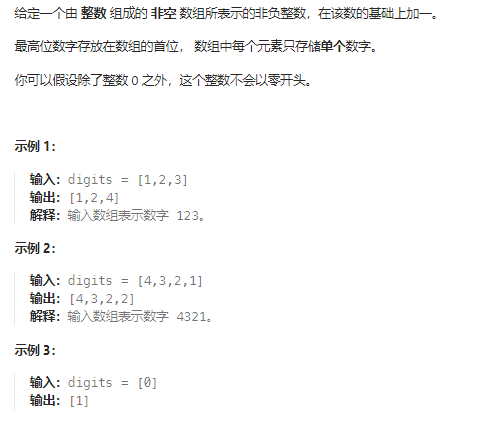 给定一个由 整数 组成的 非空 数组所表示的非负整数，在该数的基础上加一。
最高位数字存放在数组的首位， 数组中每个元素只存储单个数字。
你可以假设除了整数 0 之外，这个整数不会以零开头。
示例 1：
输入：digits = [1,2,3]
输出：[1,2,4]
解释：输入数组表示数字 123。
示例 2：
输入：digits = [4,3,2,1]
输出：[4,3,2,2]
解释：输入数组表示数字 4321。
示例 3：
输入：digits = [0]
输出：[1]